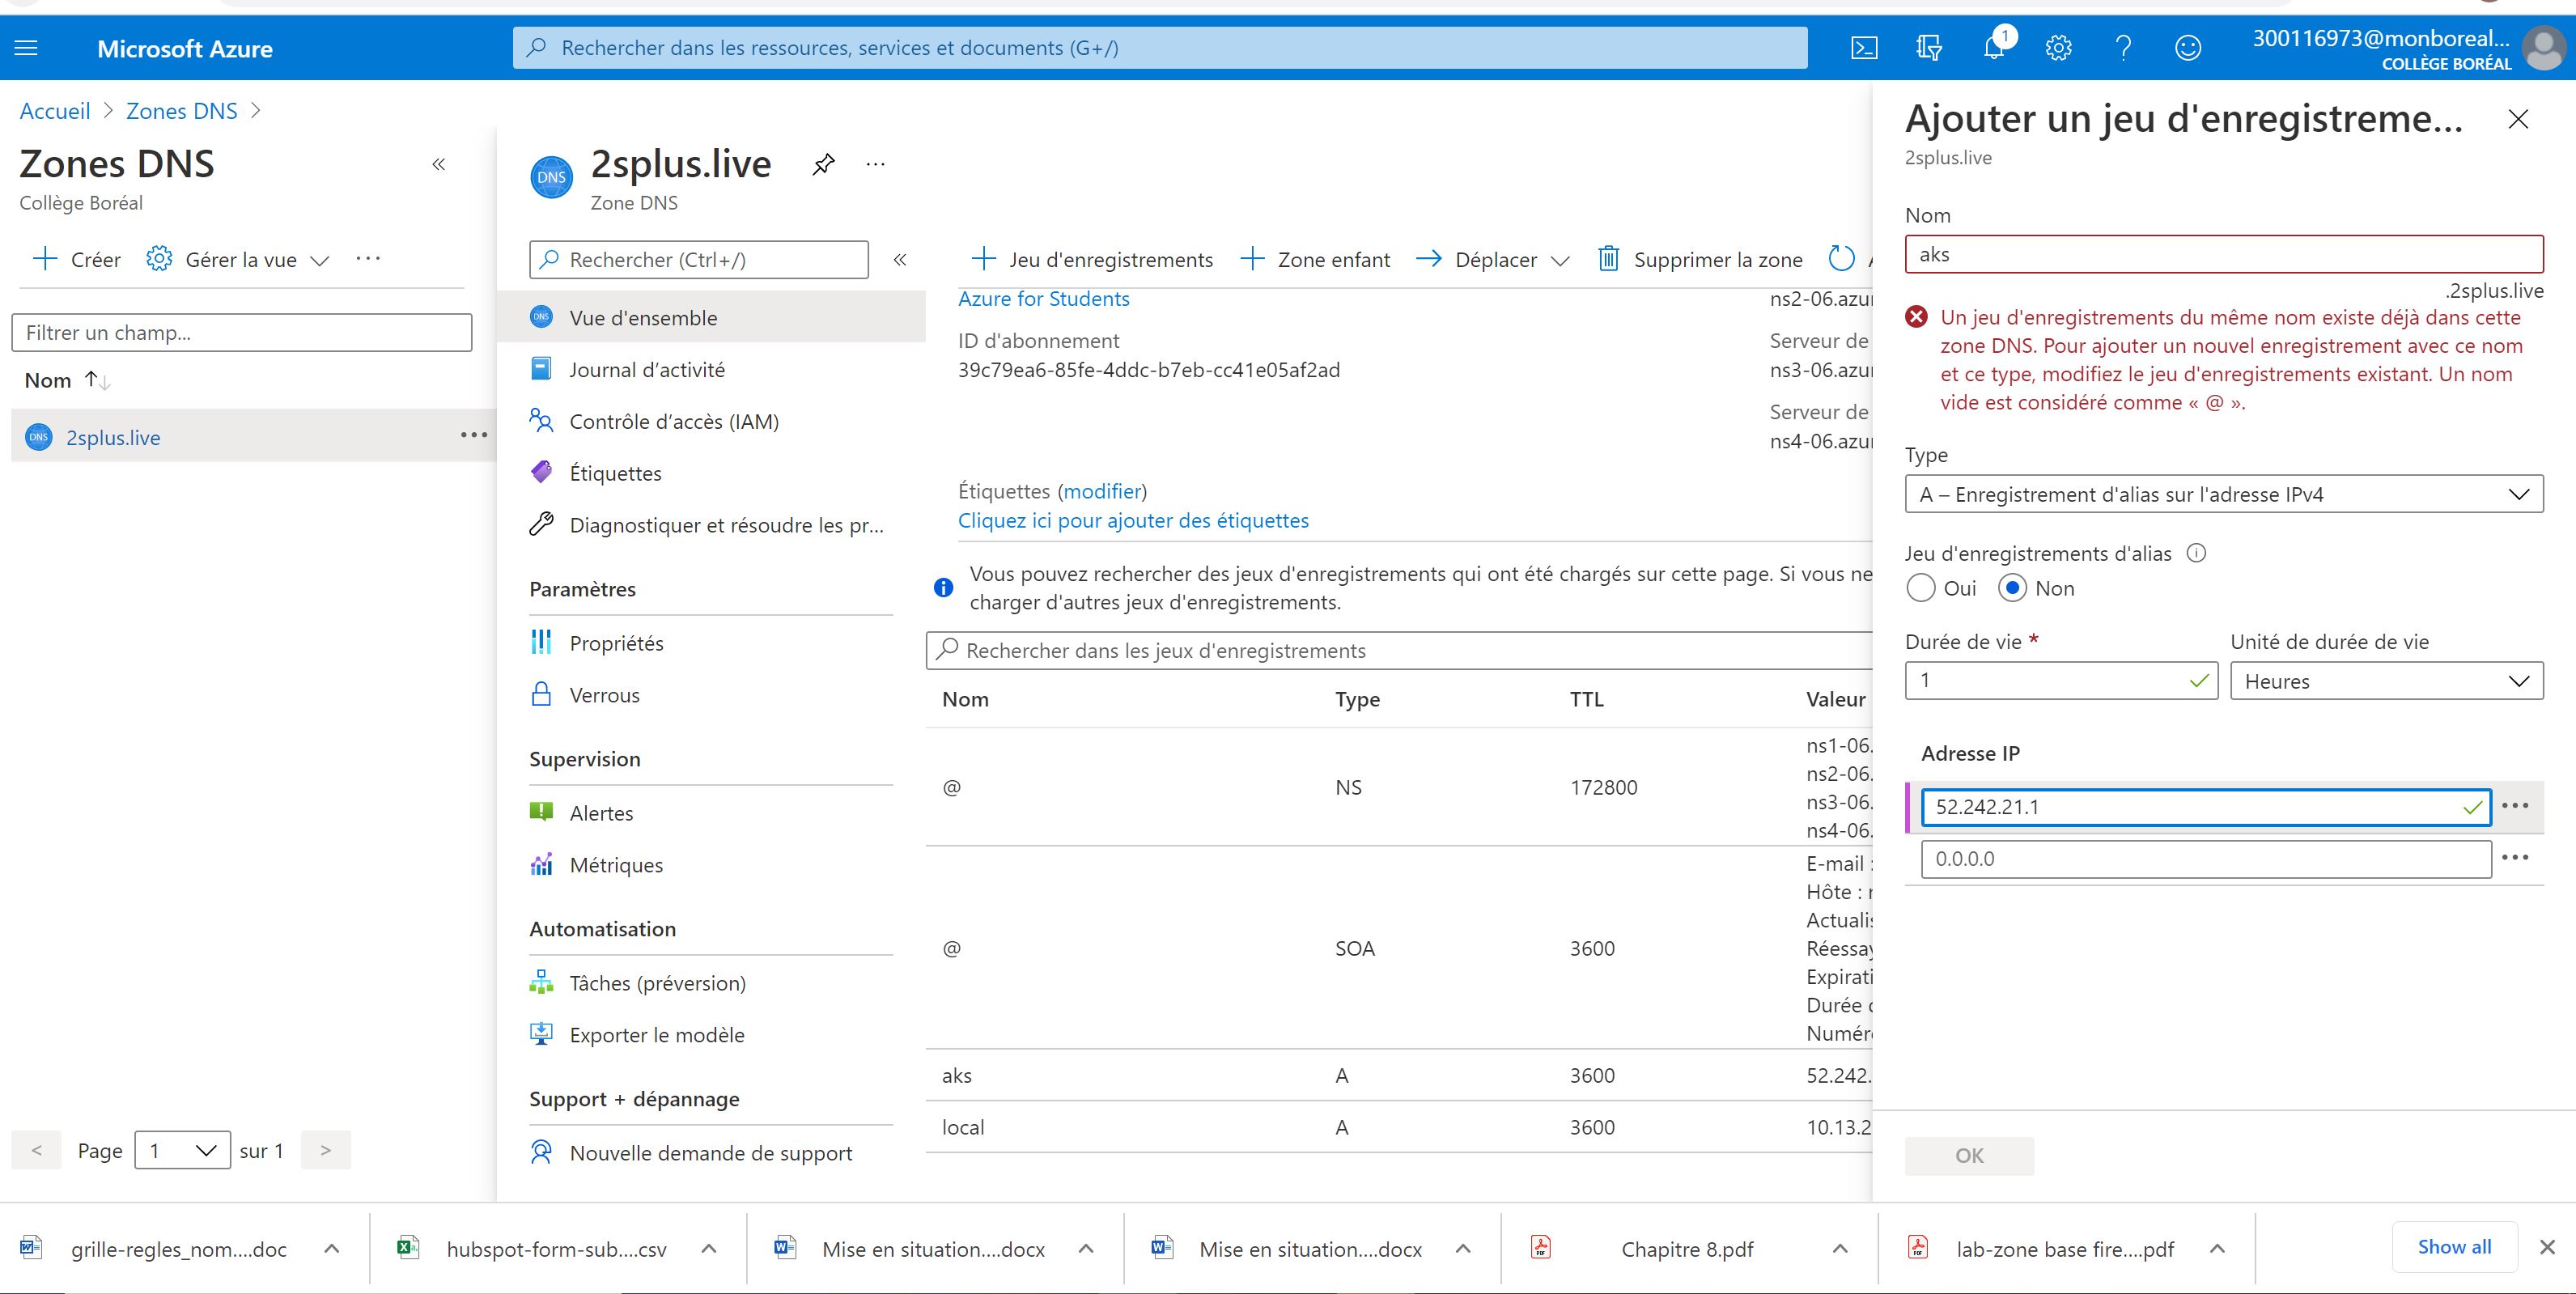 Microsoft Azure
Rechercher dans les ressources, services et documents (G+/)
1
300116973@monboreal...
COLLÈGE BORÉAL
Accueil > Zones DNS >
Zones DNS
Collège Boréal
«
+ Créer
Gérer la vue
...
Filtrer un champ...
Nom ↑↓
DNS
2splus.live
...
< Page 1 sur 1 >
DNS
2splus.live
...
Zone DNS
Rechercher (Ctrl+/)
«
DNS
Vue d'ensemble
Journal d’activité
Contrôle d’accès (IAM)
Étiquettes
Diagnostiquer et résoudre les pr...
Paramètres
Propriétés
Verrous
Supervision
Alertes
Métriques
Automatisation
Tâches (préversion)
Exporter le modèle
Support + dépannage
Nouvelle demande de support
+ Jeu d'enregistrements
+ Zone enfant
→ Déplacer
Supprimer la zone
Azure for Students
ns2-06.azur
ID d'abonnement
Serveur de
39c79ea6-85fe-4ddc-b7eb-cc41e05af2ad
ns3-06.azur
Serveur de
ns4-06.azur
Étiquettes (modifier)
Cliquez ici pour ajouter des étiquettes
Vous pouvez rechercher des jeux d'enregistrements qui ont été chargés sur cette page. Si vous ne
charger d'autres jeux d'enregistrements.
Rechercher dans les jeux d'enregistrements
Nom Type TTL Valeur
@ NS 172800
ns1-06.
ns2-06.
ns3-06.
ns4-06.
@ SOA 3600
E-mail :
Hôte :
Actualis
Réessay
Expirati
Durée
Numér
aks A 3600 52.242.
local A 3600 10.13.2
Ajouter un jeu d'enregistreme...
2splus.live
Nom
aks
.2splus.live
Un jeu d'enregistrements du même nom existe déjà dans cette
zone DNS. Pour ajouter un nouvel enregistrement avec ce nom
et ce type, modifiez le jeu d'enregistrements existant. Un nom
vide est considéré comme « @ ».
Type
A – Enregistrement d'alias sur l'adresse IPv4
Jeu d'enregistrements d'alias
Oui Non
Durée de vie * Unité de durée de vie
1 Heures
Adresse IP
52.242.21.1
...
0.0.0.0
...
OK
grille-regles_nom....doc
hubspot-form-sub....csv
Mise en situation....docx
Mise en situation....docx
Chapitre 8.pdf
lab-zone base fire....pdf
Show all